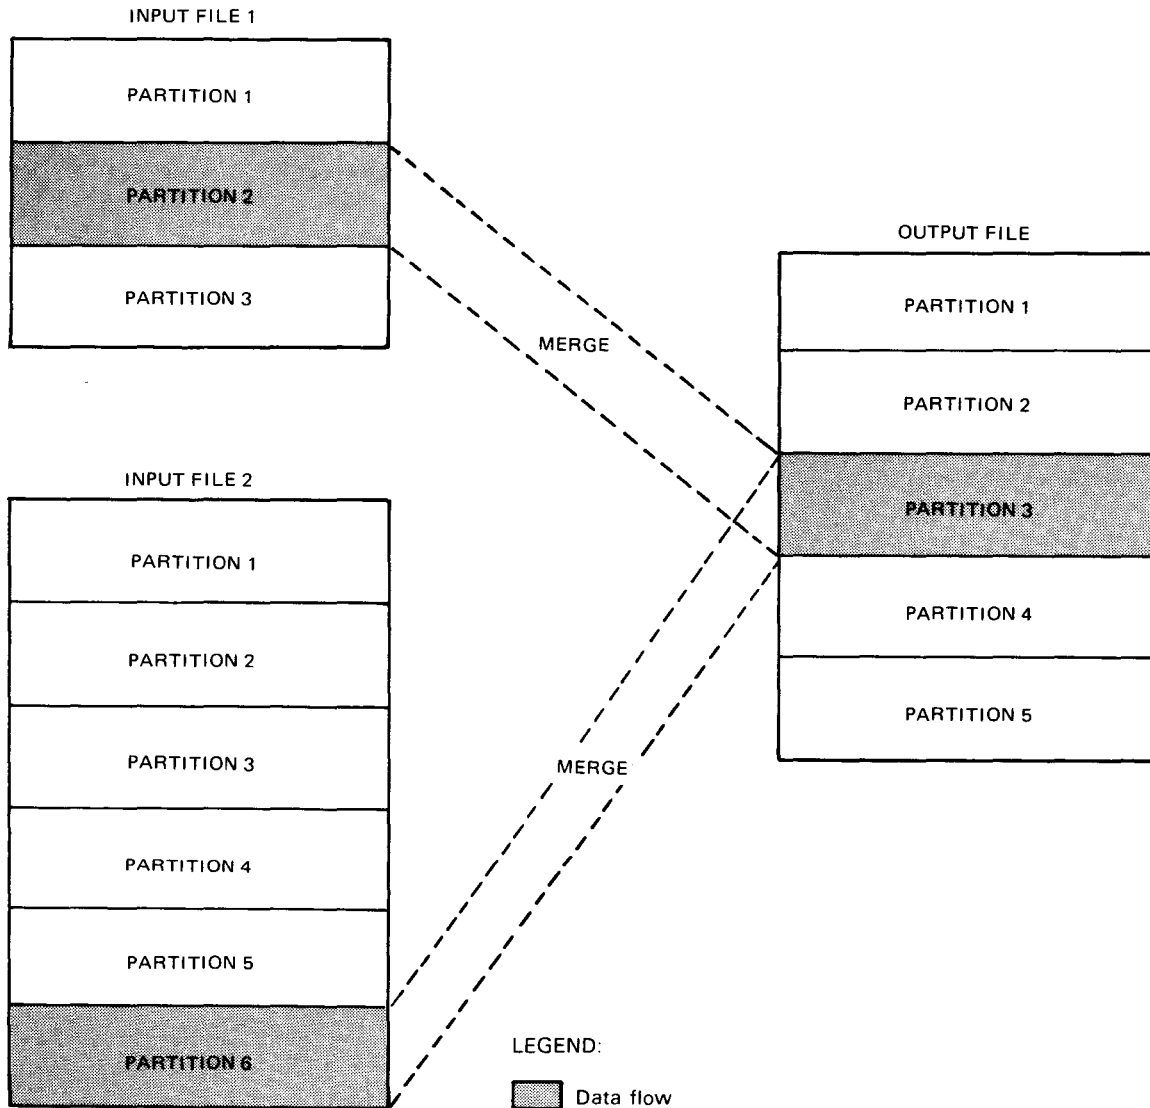 INPUT FILE 1
PARTITION 1
PARTITION 2
PARTITION 3
MERGE
OUTPUT FILE
PARTITION 1
PARTITION 2
PARTITION 3
PARTITION 4
PARTITION 5
INPUT FILE 2
PARTITION 1
PARTITION 2
PARTITION 3
PARTITION 4
PARTITION 5
PARTITION 6
MERGE
LEGEND:
Data flow